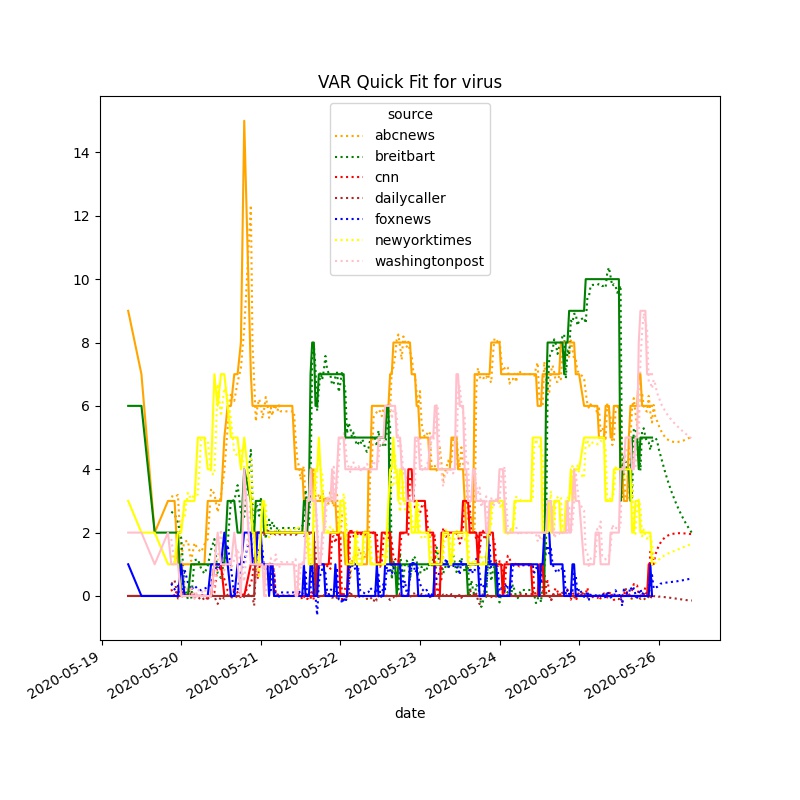 VAR Quick Fit for virus
source
abcnews
breitbart
cnn
dailycaller
foxnews
newyorktimes
washingtonpost
14
12
10
8
6
4
2
0
2020-05-19
2020-05-20
2020-05-21
2020-05-22
2020-05-23
2020-05-24
2020-05-25
2020-05-26
date